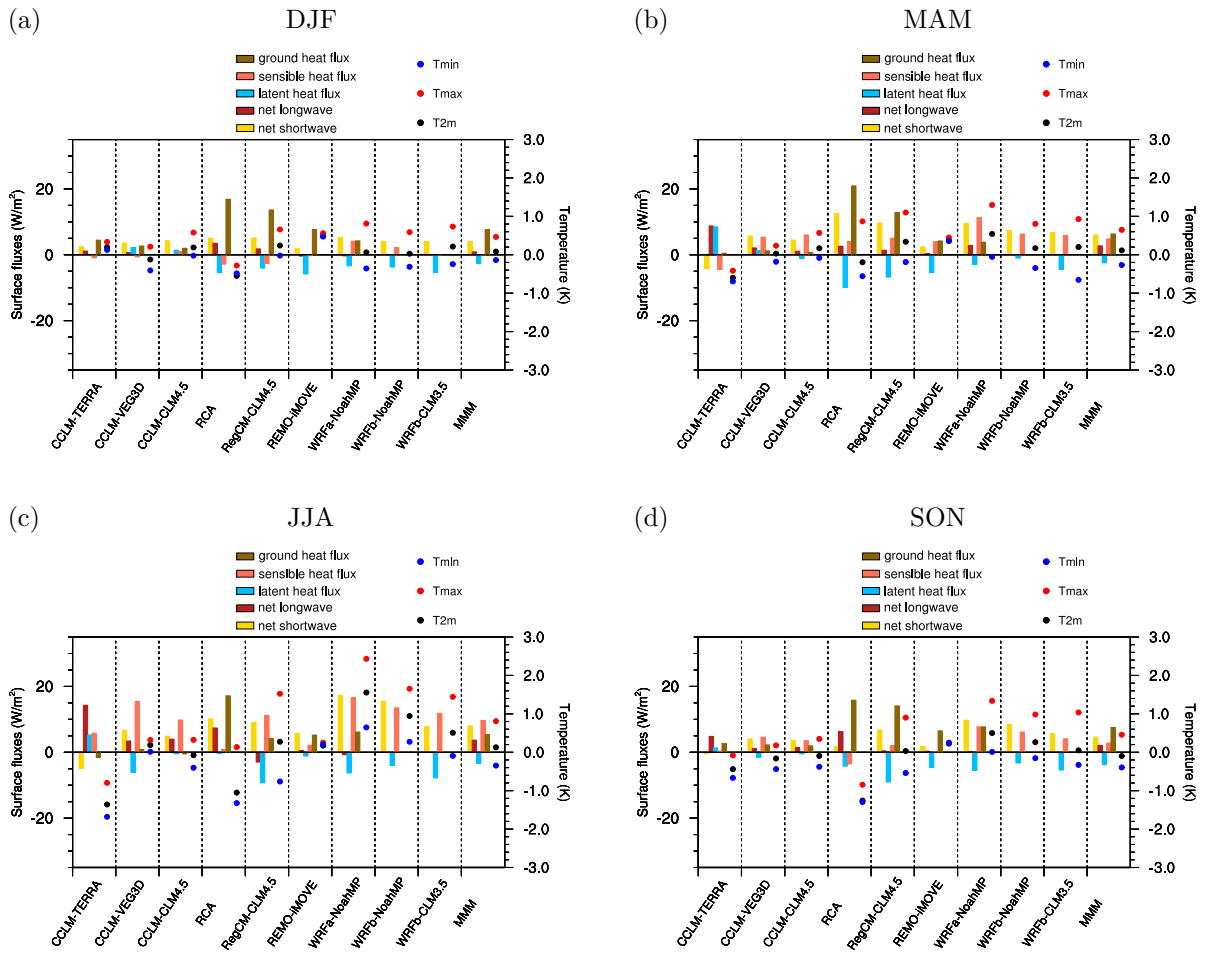 (a) DJF
ground heat flux
sensible heat flux
latent heat flux
net longwave
net shortwave
Tmin
Tmax
T2m
Surface fluxes (W/m²)
20
0
-20
3.0
2.0
1.0
0.0
-1.0
-2.0
-3.0
Temperature (K)
CCLM-TERRA
CCLM-VEG3D
CCLM-CLM4.5
RCA
RegCM-CLM4.5
REMO-iMOVE
WRFa-NoahMP
WRFb-NoahMP
WRFb-CLM3.5
MMM
(b) MAM
ground heat flux
sensible heat flux
latent heat flux
net longwave
net shortwave
Tmin
Tmax
T2m
Surface fluxes (W/m²)
20
0
-20
3.0
2.0
1.0
0.0
-1.0
-2.0
-3.0
Temperature (K)
CCLM-TERRA
CCLM-VEG3D
CCLM-CLM4.5
RCA
RegCM-CLM4.5
REMO-iMOVE
WRFa-NoahMP
WRFb-NoahMP
WRFb-CLM3.5
MMM
(c) JJA
ground heat flux
sensible heat flux
latent heat flux
net longwave
net shortwave
Tmin
Tmax
T2m
Surface fluxes (W/m²)
20
0
-20
3.0
2.0
1.0
0.0
-1.0
-2.0
-3.0
Temperature (K)
CCLM-TERRA
CCLM-VEG3D
CCLM-CLM4.5
RCA
RegCM-CLM4.5
REMO-iMOVE
WRFa-NoahMP
WRFb-NoahMP
WRFb-CLM3.5
MMM
(d) SON
ground heat flux
sensible heat flux
latent heat flux
net longwave
net shortwave
Tmin
Tmax
T2m
Surface fluxes (W/m²)
20
0
-20
3.0
2.0
1.0
0.0
-1.0
-2.0
-3.0
Temperature (K)
CCLM-TERRA
CCLM-VEG3D
CCLM-CLM4.5
RCA
RegCM-CLM4.5
REMO-iMOVE
WRFa-NoahMP
WRFb-NoahMP
WRFb-CLM3.5
MMM